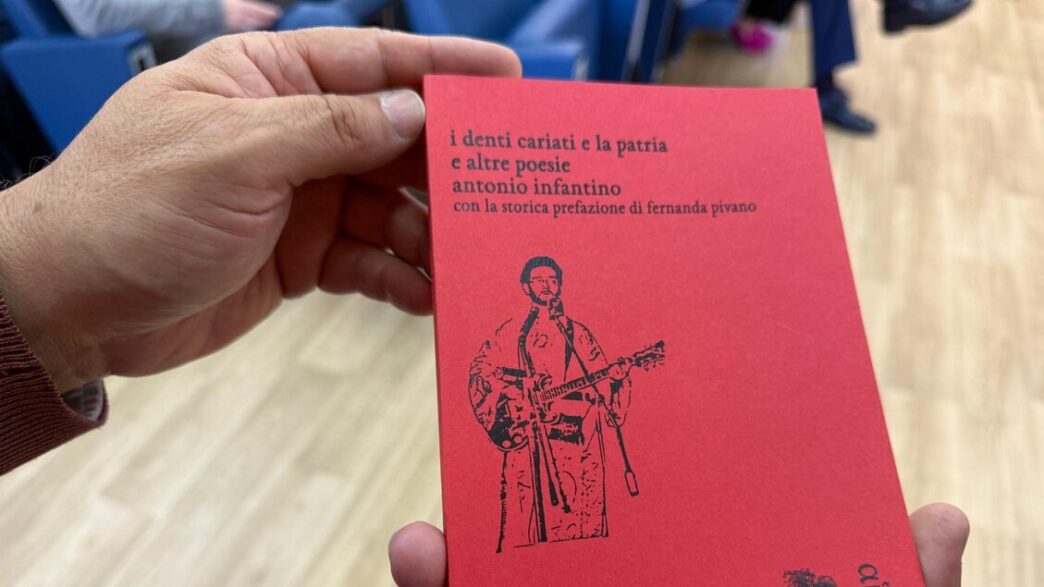 i denti cariati e la patria
e altre poesie
antonio infantino
con la storica prefazione di fernanda pivano